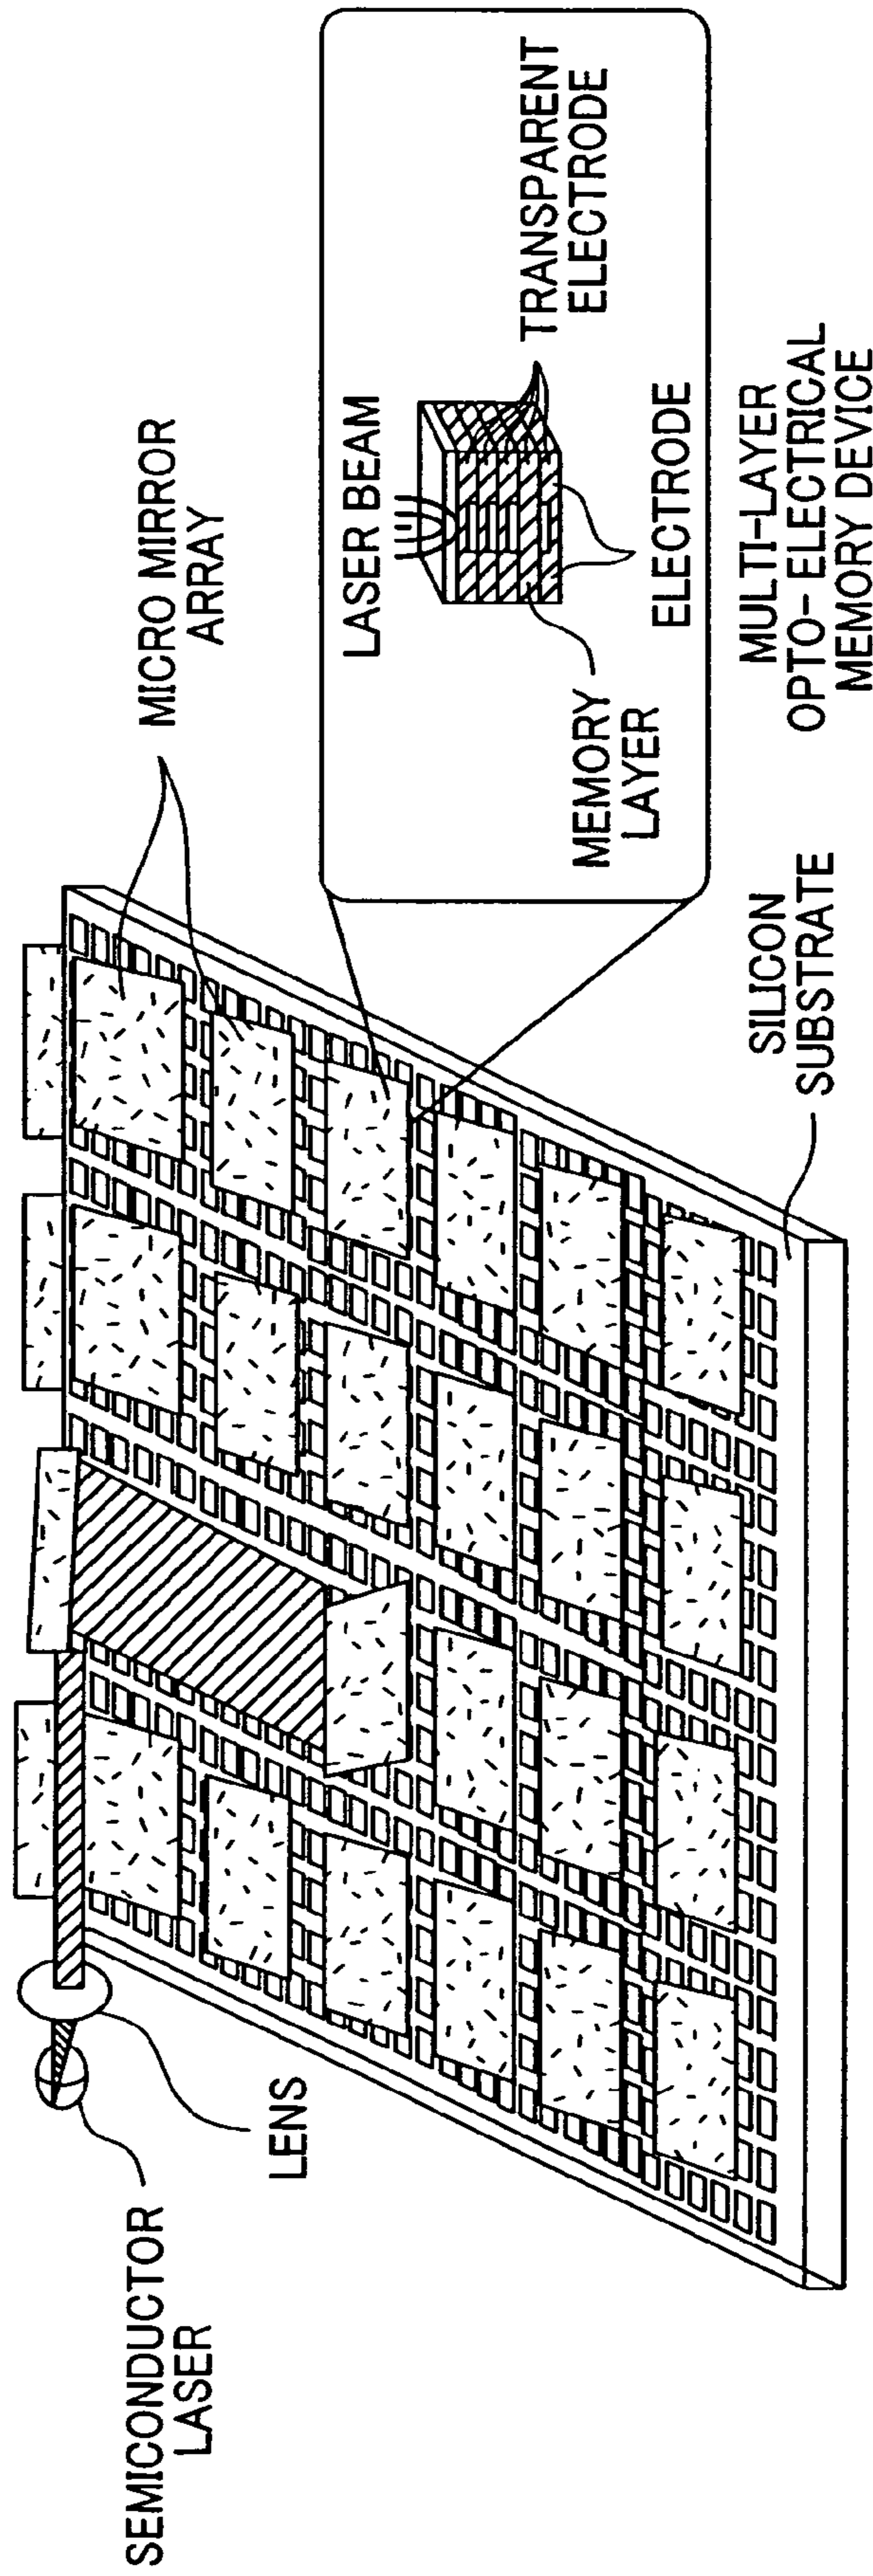 SEMICONDUCTOR
LASER
LENS
MICRO MIRROR
ARRAY
LASER BEAM
TRANSPARENT
ELECTRODE
MEMORY
LAYER
ELECTRODE
SILICON
SUBSTRATE
MULTI-LAYER
OPTO- ELECTRICAL
MEMORY DEVICE